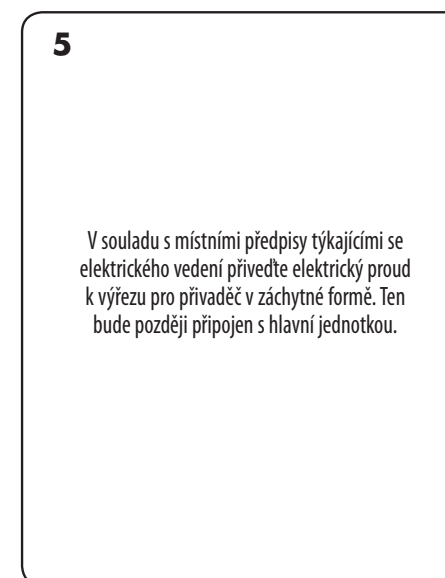 5
V souladu s místními předpisy týkajícími se
elektrického vedení přiveďte elektrický proud
k výřezu pro přivaděč v záchytné formě. Ten
bude později připojen s hlavní jednotkou.